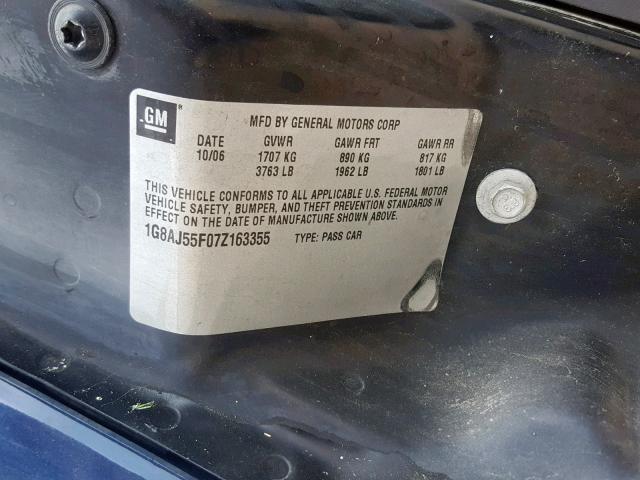 GM ®
MFD BY GENERAL MOTORS CORP
DATE GVWR GAWR FRT GAWR RR
10/06 1707 KG 890 KG 817 KG
3763 LB 1962 LB 1801 LB
THIS VEHICLE CONFORMS TO ALL APPLICABLE U.S. FEDERAL MOTOR
VEHICLE SAFETY, BUMPER, AND THEFT PREVENTION STANDARDS IN
EFFECT ON THE DATE OF MANUFACTURE SHOWN ABOVE.
1G8AJ55F07Z163355 TYPE: PASS CAR